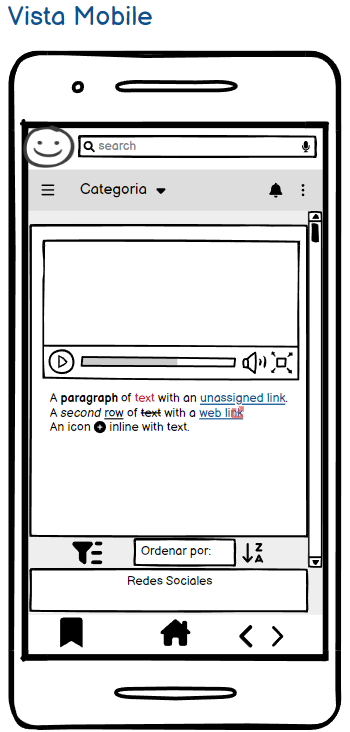 Vista Mobile
search
Categoria
A paragraph of text with an unassigned link.
A second row of text with a web link
An icon inline with text.
Ordenar por:
Z
A
Redes Sociales